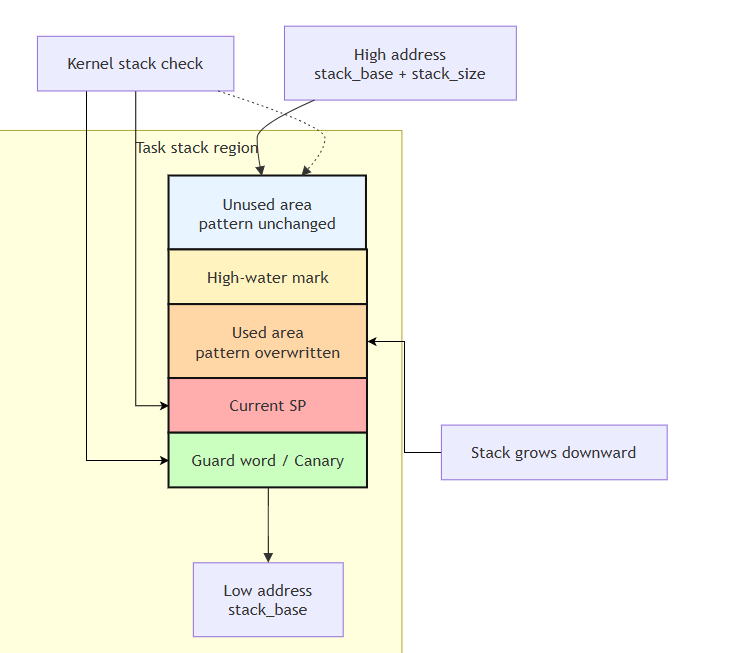 Kernel stack check
High address
stack_base + stack_size
Task stack region
Unused area
pattern unchanged
High-water mark
Used area
pattern overwritten
Current SP
Guard word / Canary
Stack grows downward
Low address
stack_base